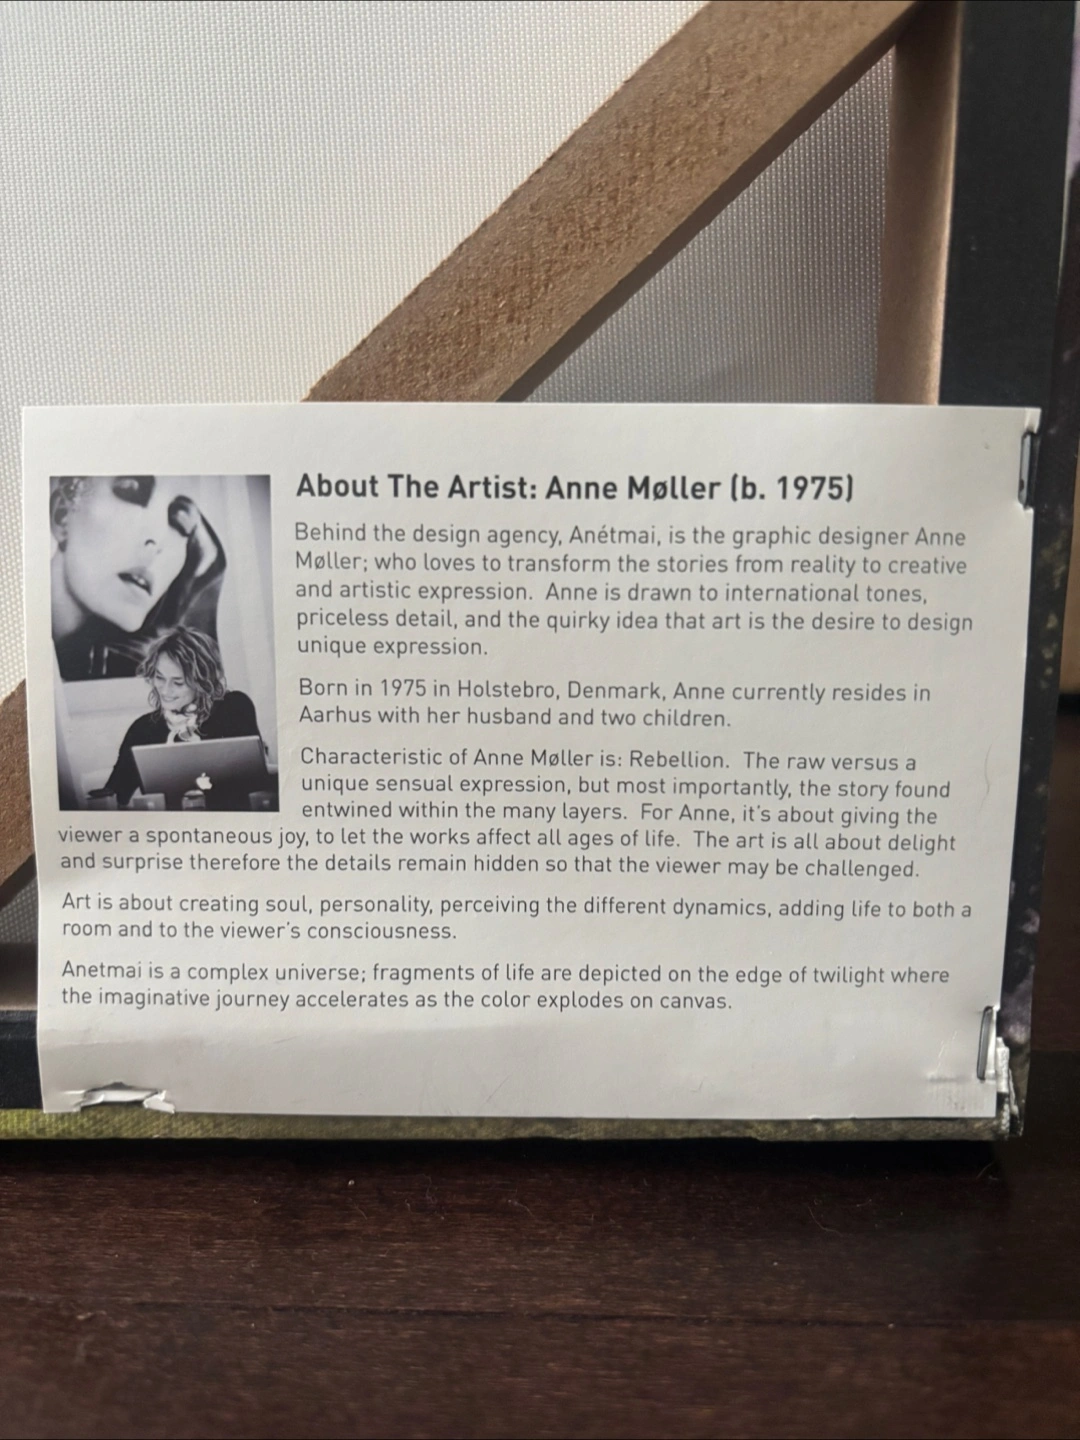 About The Artist: Anne Møller (b. 1975)
Behind the design agency, Anétmai, is the graphic designer Anne
Møller; who loves to transform the stories from reality to creative
and artistic expression.  Anne is drawn to international tones,
priceless detail, and the quirky idea that art is the desire to design
unique expression.
Born in 1975 in Holstebro, Denmark, Anne currently resides in
Aarhus with her husband and two children.
Characteristic of Anne Møller is: Rebellion.  The raw versus a
unique sensual expression, but most importantly, the story found
entwined within the many layers.  For Anne, it's about giving the
viewer a spontaneous joy, to let the works affect all ages of life.  The art is all about delight
and surprise therefore the details remain hidden so that the viewer may be challenged.
Art is about creating soul, personality, perceiving the different dynamics, adding life to both a
room and to the viewer's consciousness.
Anetmai is a complex universe; fragments of life are depicted on the edge of twilight where
the imaginative journey accelerates as the color explodes on canvas.